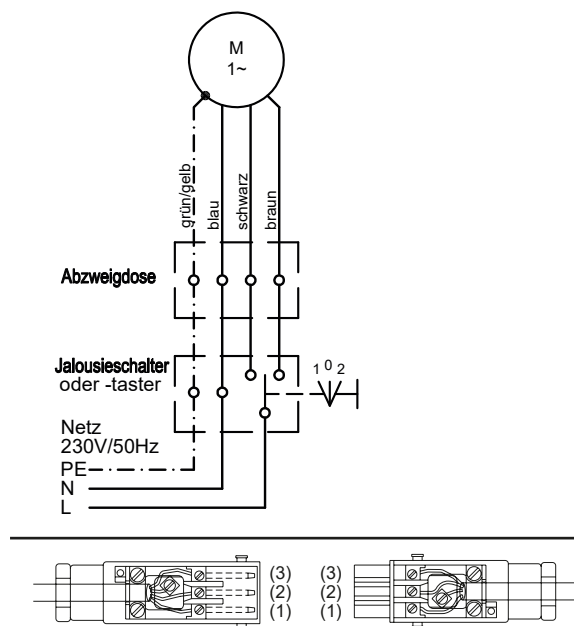 M
1~
grün/gelb
blau
schwarz
braun
Abzweigdose
Jalousieschalter
oder -taster
1 0 2
Netz
230V/50Hz
PE
N
L
(3) (3)
(2) (2)
(1) (1)